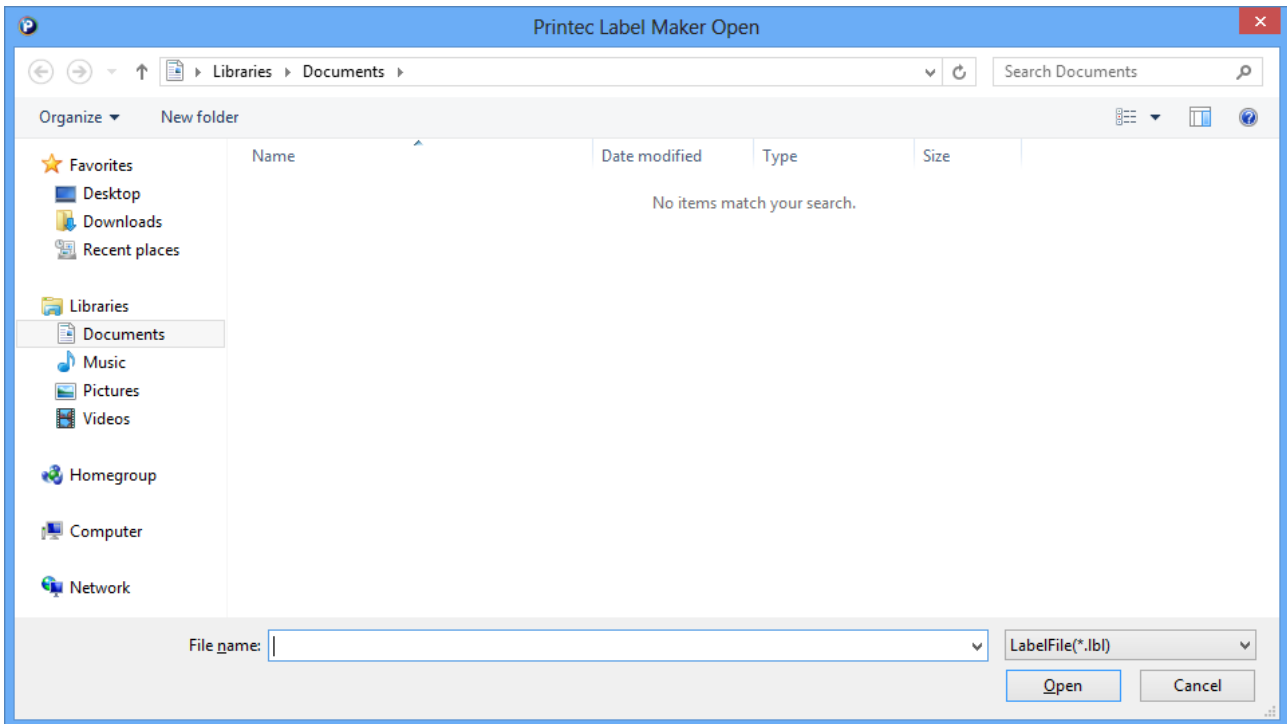 Printec Label Maker Open
Libraries Documents
Search Documents
Organize New folder
Name Date modified Type Size
No items match your search.
Favorites
Desktop
Downloads
Recent places
Libraries
Documents
Music
Pictures
Videos
Homegroup
Computer
Network
File name: LabelFile(*.lbl)
Open Cancel